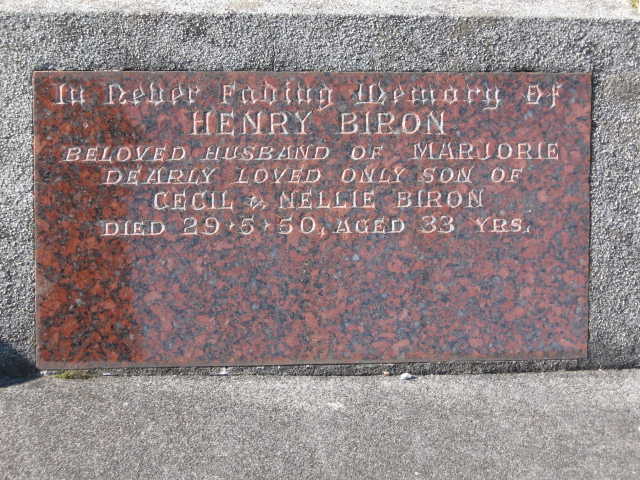 In Never Fading Memory Of
HENRY BIRON
BELOVED HUSBAND OF MARJORIE
DEARLY LOVED ONLY SON OF
CECIL & NELLIE BIRON
DIED 29·5·50, AGED 33 YRS.